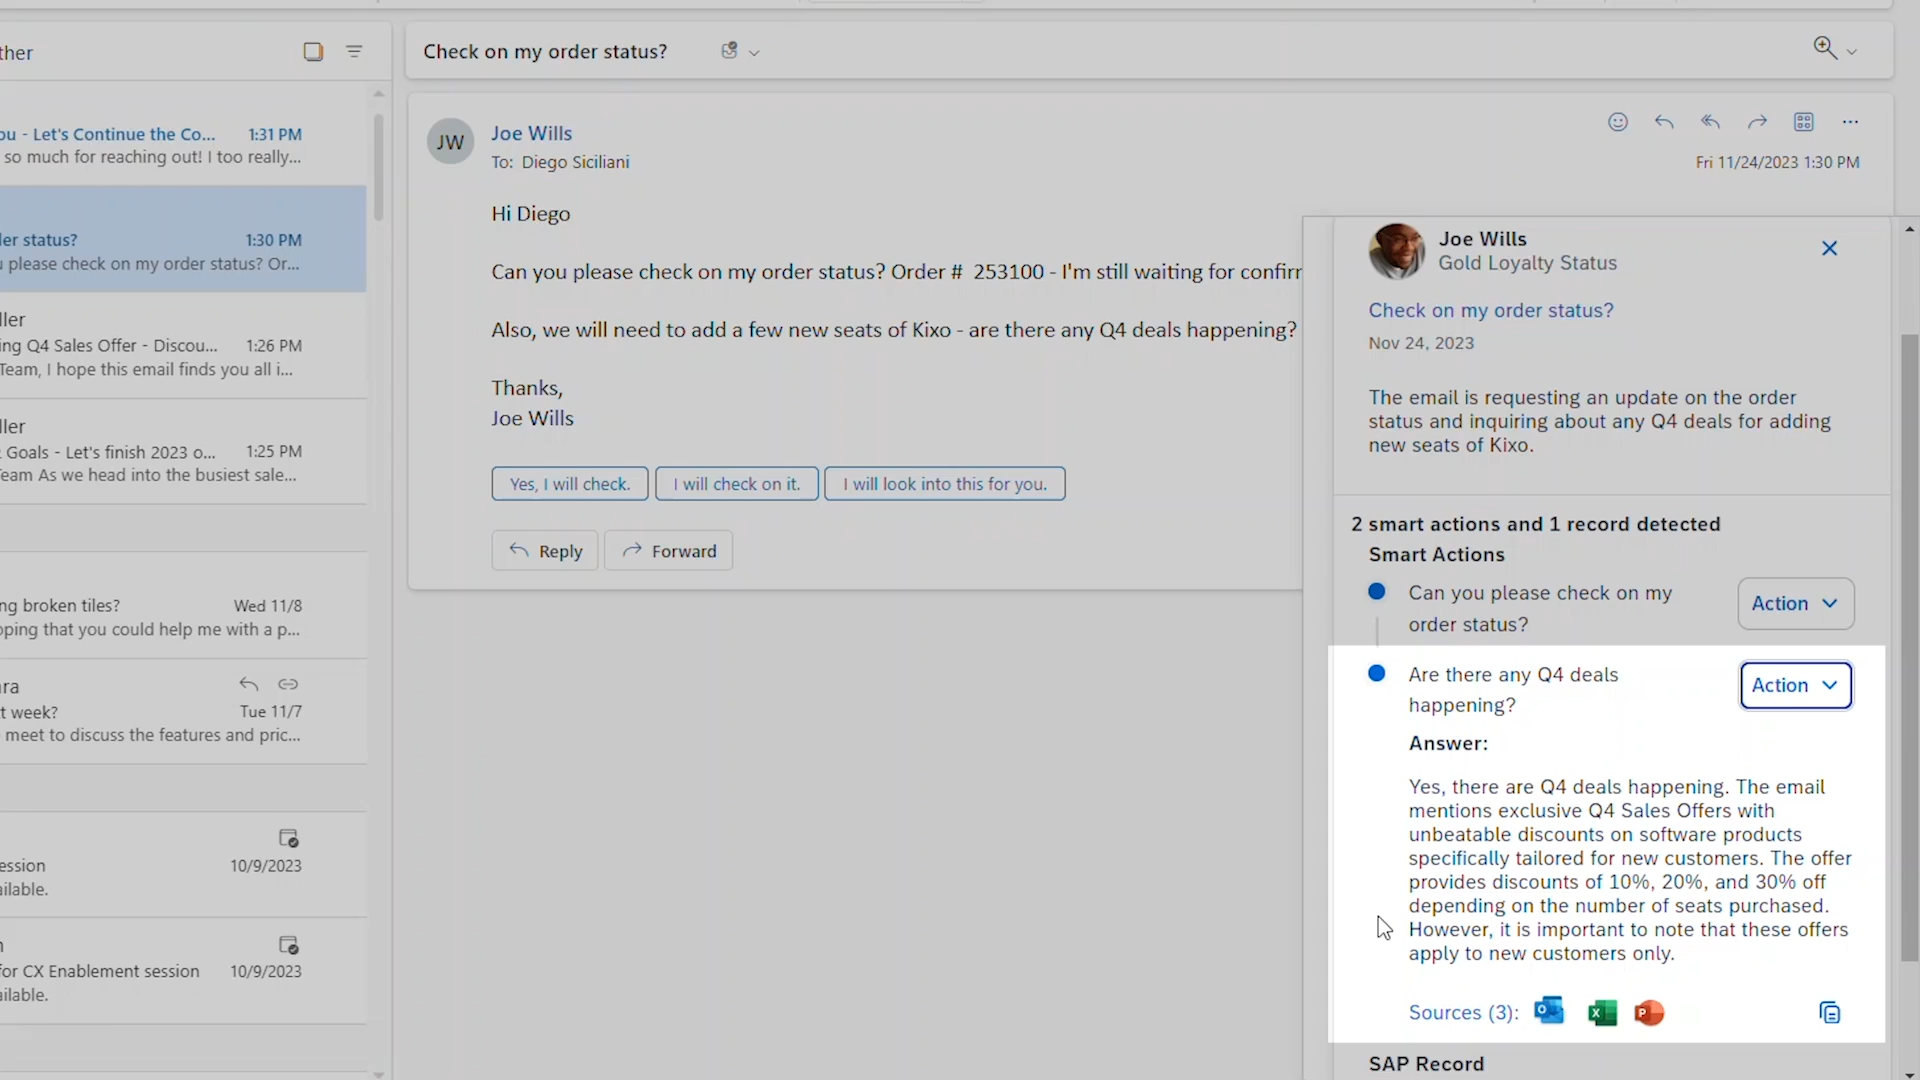 ther
ou - Let's Continue the Co... 1:31 PM
so much for reaching out! I too really...
er status? 1:30 PM
please check on my order status? Or...
ller
ing Q4 Sales Offer - Discou... 1:26 PM
Team, I hope this email finds you all i...
ller
Goals - Let's finish 2023 o... 1:25 PM
Team As we head into the busiest sale...
ng broken tiles? Wed 11/8
oping that you could help me with a p...
ra
t week? Tue 11/7
meet to discuss the features and pric...
ession 10/9/2023
ailable.
n
for CX Enablement session 10/9/2023
ailable.
Check on my order status?
JW
Joe Wills
To: Diego Siciliani
Fri 11/24/2023 1:30 PM
Hi Diego
Can you please check on my order status? Order # 253100 - I'm still waiting for confirr
Also, we will need to add a few new seats of Kixo - are there any Q4 deals happening?
Thanks,
Joe Wills
Yes, I will check. I will check on it. I will look into this for you.
Reply Forward
Joe Wills
Gold Loyalty Status
Check on my order status?
Nov 24, 2023
The email is requesting an update on the order
status and inquiring about any Q4 deals for adding
new seats of Kixo.
2 smart actions and 1 record detected
Smart Actions
Can you please check on my
order status?
Action
Are there any Q4 deals
happening?
Action
Answer:
Yes, there are Q4 deals happening. The email
mentions exclusive Q4 Sales Offers with
unbeatable discounts on software products
specifically tailored for new customers. The offer
provides discounts of 10%, 20%, and 30% off
depending on the number of seats purchased.
However, it is important to note that these offers
apply to new customers only.
Sources (3):
SAP Record